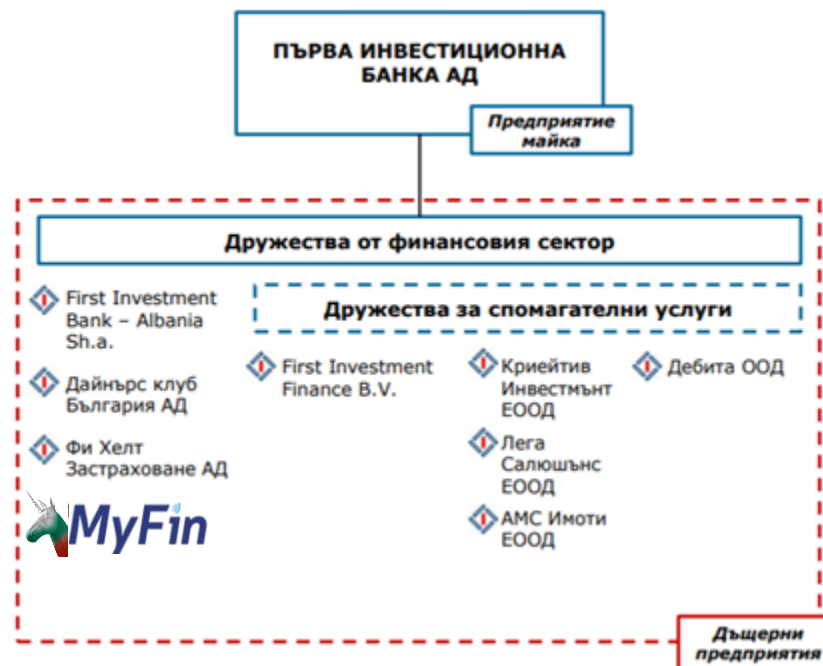 ПЪРВА ИНВЕСТИЦИОННА
БАНКА АД
Предприятие
майка
Дружества от финансовия сектор
First Investment
Bank – Albania
Sh.a.
Дайнърс клуб
България АД
Фи Хелт
Застраховане АД
MyFin
Дружества за спомагателни услуги
First Investment
Finance B.V.
Криейтив
Инвестмънт
ЕООД
Лега
Салюшънс
ЕООД
АМС Имоти
ЕООД
Дебита ООД
Дъщерни
предприятия